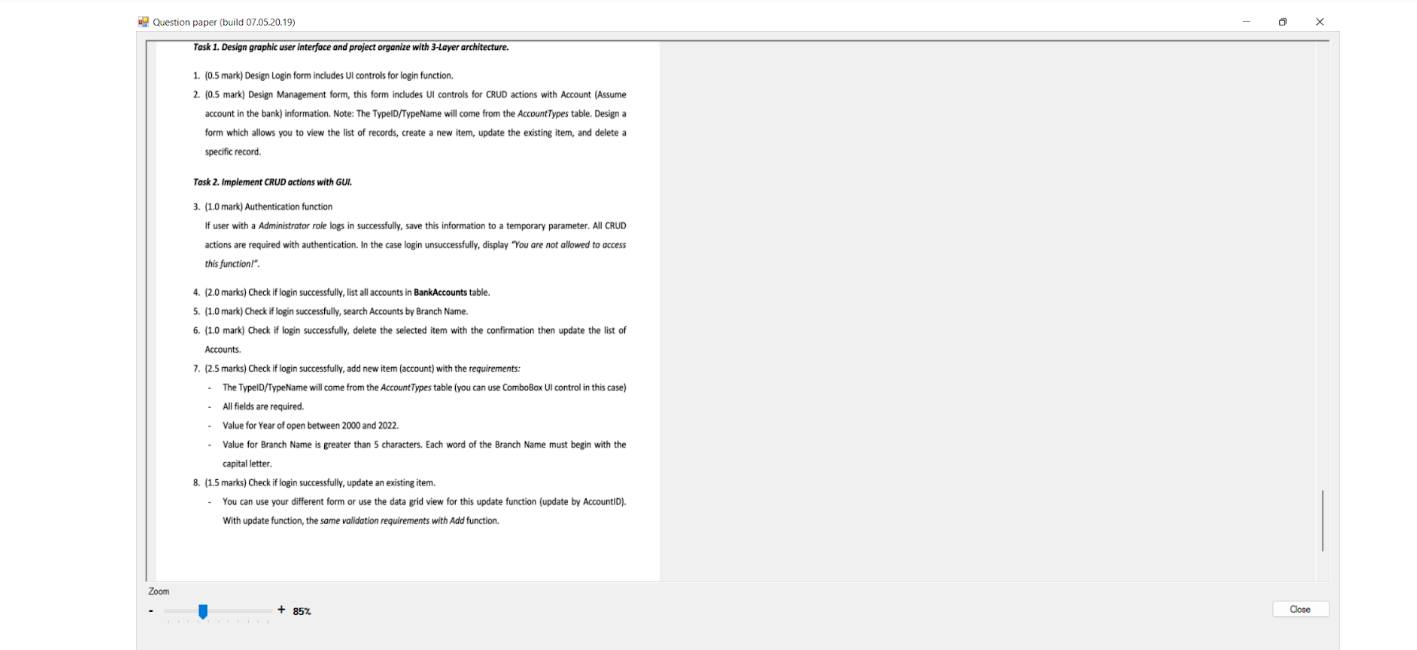 Question paper (build 07.05.20.19)
Task 1. Design graphic user interface and project organize with 3-Layer architecture.
1. (0.5 mark) Design Login form includes UI controls for login function.
2. (0.5 mark) Design Management form, this form includes UI controls for CRUD actions with Account (Assume
account in the bank) information. Note: The TypeID/TypeName will come from the AccountTypes table. Design a
form which allows you to view the list of records, create a new item, update the existing item, and delete a
specific record.
Task 2. Implement CRUD actions with GUI.
3. (1.0 mark) Authentication function
If user with a Administrator role logs in successfully, save this information to a temporary parameter. All CRUD
actions are required with authentication. In the case login unsuccessfully, display "You are not allowed to access
this function!".
4. (2.0 marks) Check if login successfully, list all accounts in BankAccounts table.
5. (1.0 mark) Check if login successfully, search Accounts by Branch Name.
6. (1.0 mark) Check if login successfully, delete the selected item with the confirmation then update the list of
Accounts.
7. (2.5 marks) Check if login successfully, add new item (account) with the requirements:
- The TypeID/TypeName will come from the AccountTypes table (you can use ComboBox UI control in this case)
- All fields are required.
- Value for Year of open between 2000 and 2022.
- Value for Branch Name is greater than 5 characters. Each word of the Branch Name must begin with the
capital letter.
8. (1.5 marks) Check if login successfully, update an existing item.
- You can use your different form or use the data grid view for this update function (update by AccountID).
With update function, the same validation requirements with Add function.
Zoom
- + 85%
Close